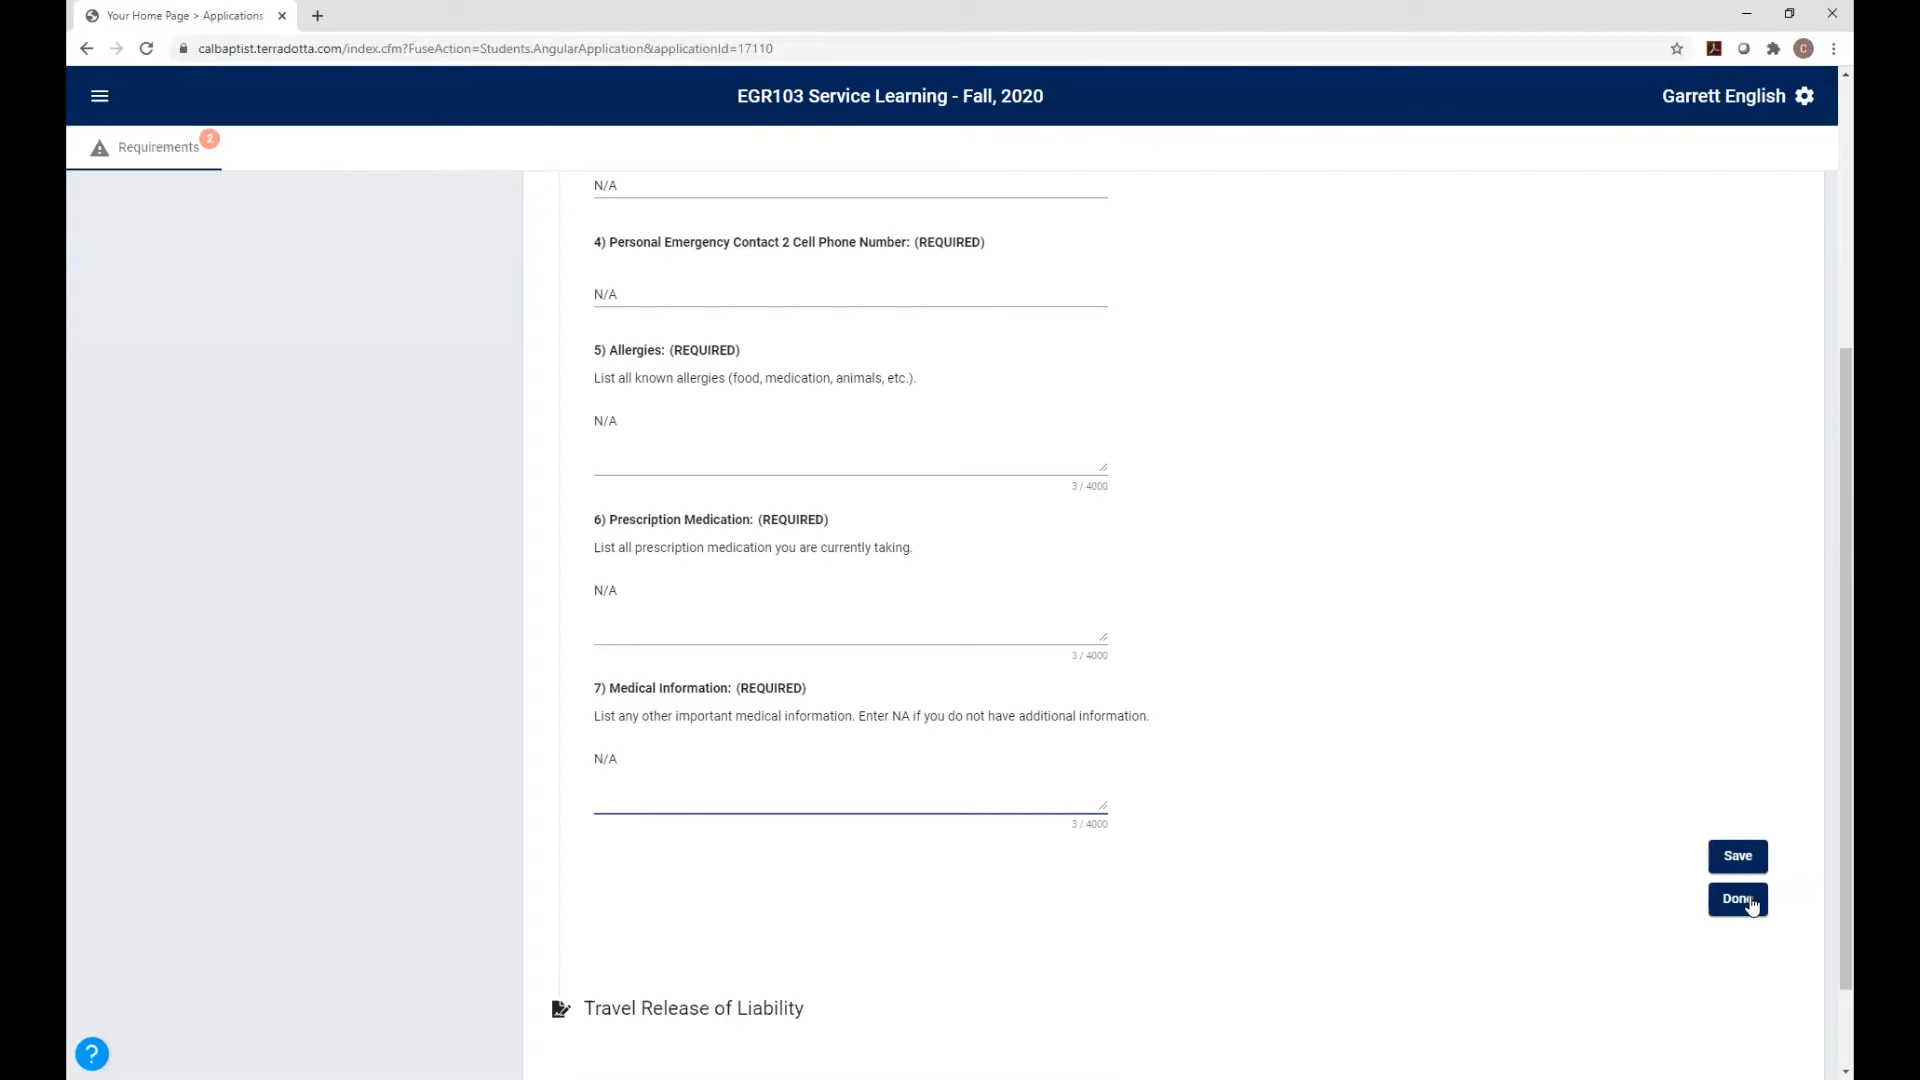 Your Home Page > Applications
calbaptist.terradotta.com/index.cfm?FuseAction=Students.AngularApplication&applicationId=17110
C
EGR103 Service Learning - Fall, 2020
Garrett English
Requirements
2
N/A
4) Personal Emergency Contact 2 Cell Phone Number: (REQUIRED)
N/A
5) Allergies: (REQUIRED)
List all known allergies (food, medication, animals, etc.).
N/A
3 / 4000
6) Prescription Medication: (REQUIRED)
List all prescription medication you are currently taking.
N/A
3 / 4000
7) Medical Information: (REQUIRED)
List any other important medical information. Enter NA if you do not have additional information.
N/A
3 / 4000
Save
Done
Travel Release of Liability
?